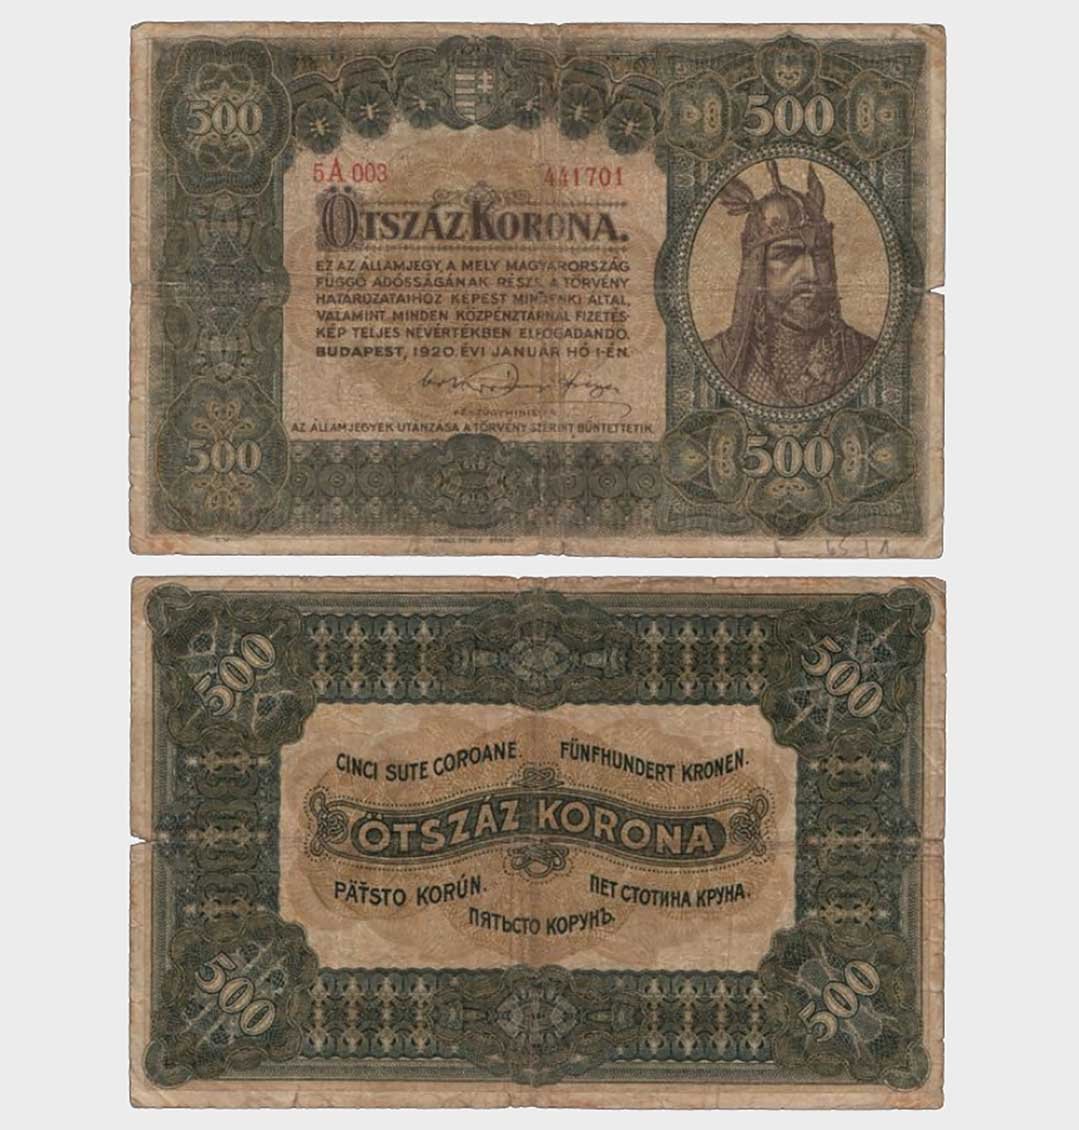 500
500
5A 003
441701
ÖTSZÁZ KORONA.
EZ AZ ÁLLAMJEGY, A MELY MAGYARORSZÁG
FÜGGŐ ADÓSSÁGÁNAK RÉSZE, A TÖRVÉNY
HATÁROZATAIHOZ KÉPEST MINDENKI ÁLTAL,
VALAMINT MINDEN KÖZPÉNZTÁRNÁL FIZETÉS-
KÉP TELJES NÉVÉRTÉKBEN ELFOGADANDÓ.
BUDAPEST, 1920. ÉVI JANUÁR HÓ 1-ÉN.
PÉNZÜGYMINISTER
AZ ÁLLAMJEGYEK UTÁNZÁSA A TÖRVÉNY SZERINT BÜNTETTETIK.
500
500
500
500
CINCI SUTE COROANE.
FÜNFHUNDERT KRONEN.
ÖTSZÁZ KORONA
PÄŤSTO KORÚN.
ПЕТ СТОТИНА КРУНА.
ПЯТЬСТО КОРУНЪ.
500
500